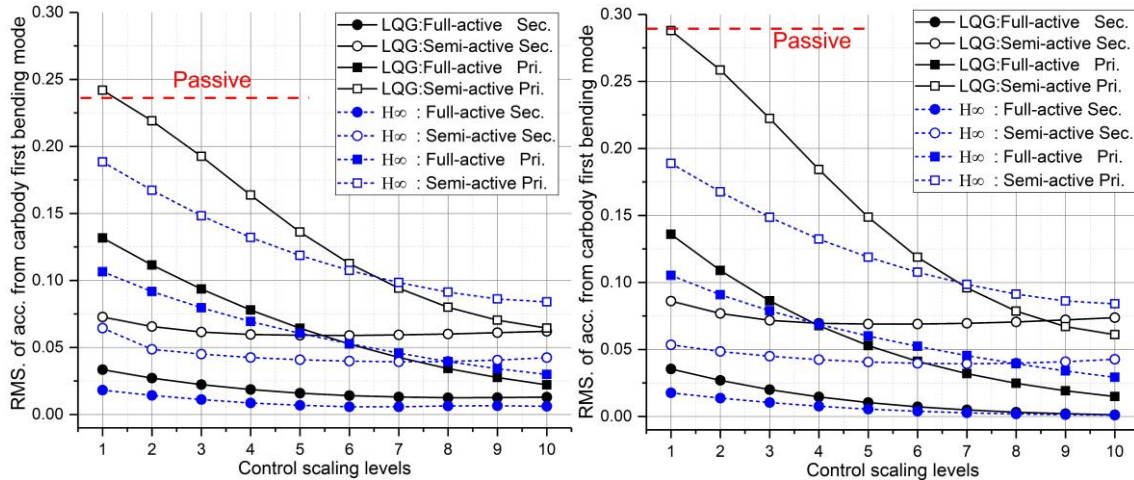 RMS. of acc. from carbody first bending mode
0.30
0.25
0.20
0.15
0.10
0.05
0.00
Passive
LQG:Full-active Sec.
LQG:Semi-active Sec.
LQG:Full-active Pri.
LQG:Semi-active Pri.
H∞ : Full-active Sec.
H∞ : Semi-active Sec.
H∞ : Full-active Pri.
H∞ : Semi-active Pri.
1 2 3 4 5 6 7 8 9 10
Control scaling levels
RMS. of acc. from carbody first bending mode
0.30
0.25
0.20
0.15
0.10
0.05
0.00
Passive
LQG:Full-active Sec.
LQG:Semi-active Sec.
LQG:Full-active Pri.
LQG:Semi-active Pri.
H∞ : Full-active Sec.
H∞ : Semi-active Sec.
H∞ : Full-active Pri.
H∞ : Semi-active Pri.
1 2 3 4 5 6 7 8 9 10
Control scaling levels